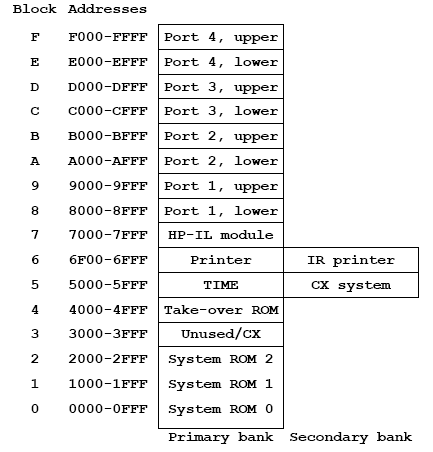 Block Addresses
F F000-FFFF Port 4, upper
E E000-EFFF Port 4, lower
D D000-DFFF Port 3, upper
C C000-CFFF Port 3, lower
B B000-BFFF Port 2, upper
A A000-AFFF Port 2, lower
9 9000-9FFF Port 1, upper
8 8000-8FFF Port 1, lower
7 7000-7FFF HP-IL module
6 6F00-6FFF Printer IR printer
5 5000-5FFF TIME CX system
4 4000-4FFF Take-over ROM
3 3000-3FFF Unused/CX
2 2000-2FFF System ROM 2
1 1000-1FFF System ROM 1
0 0000-0FFF System ROM 0
Primary bank Secondary bank